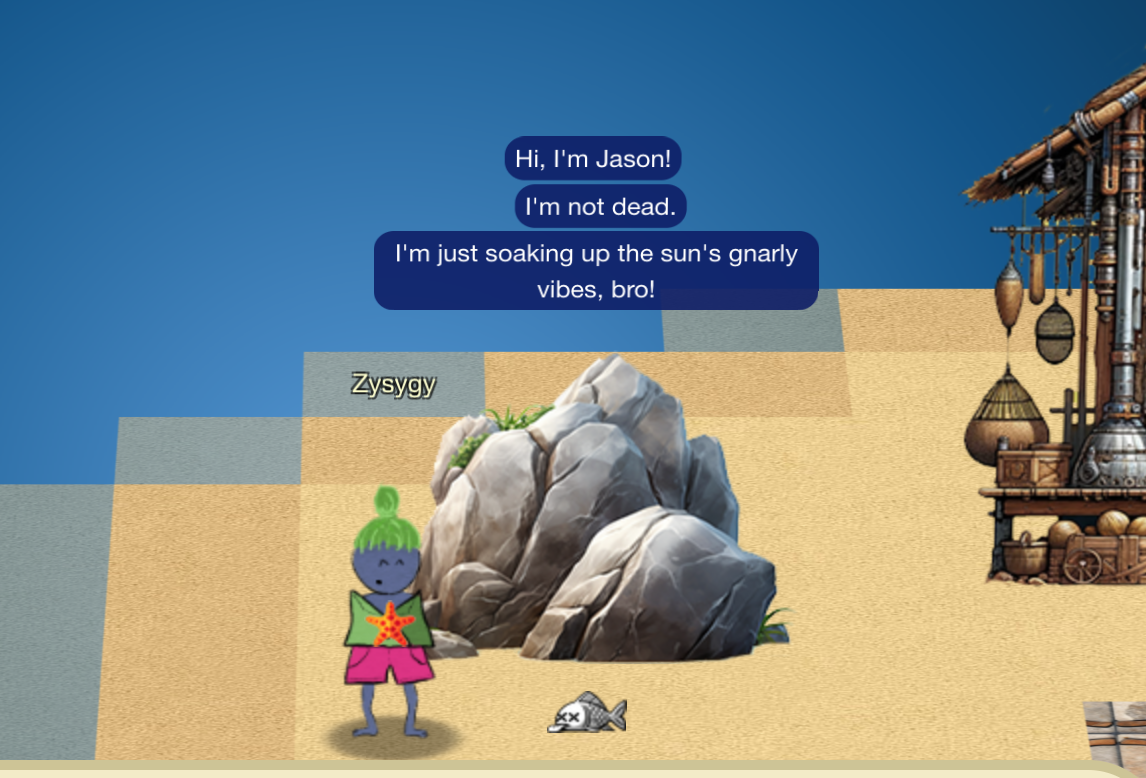 Hi, I'm Jason!
I'm not dead.
I'm just soaking up the sun's gnarly
vibes, bro!
Zysygy